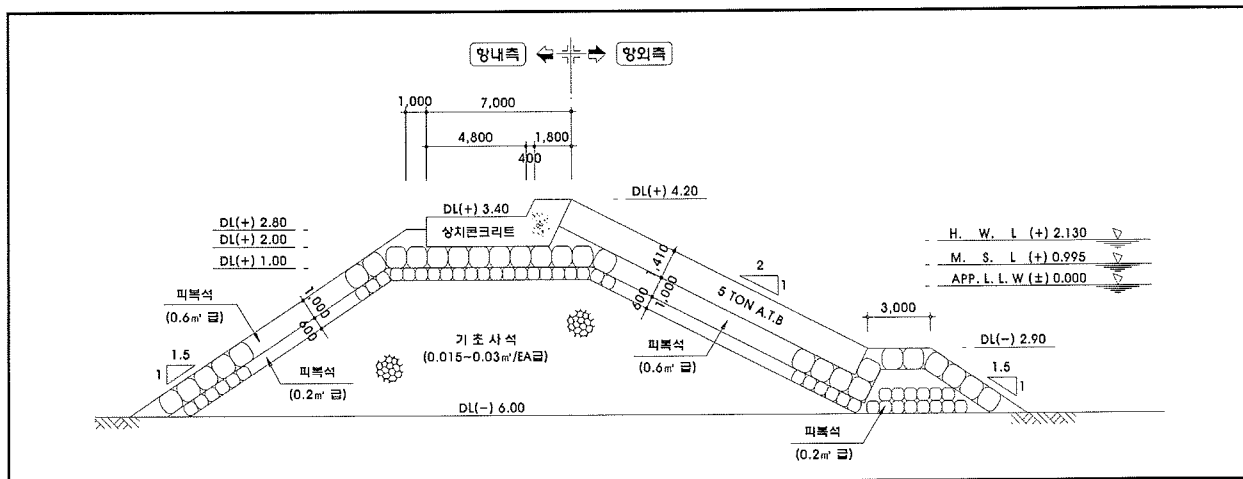 항내측 항외측
1,000 7,000
4,800 1,800
400
DL(+) 4.20
DL(+) 3.40
상치콘크리트
DL(+) 2.80
DL(+) 2.00
DL(+) 1.00
H. W. L (+) 2.130
M. S. L (+) 0.995
APP. L. L. W (±) 0.000
피복석
(0.6㎥ 급)
1,000
600
1.5
1
피복석
(0.2㎥ 급)
기초사석
(0.015~0.03㎥/EA급)
1,410
1,000
600
피복석
(0.6㎥ 급)
5 TON A.T.B
2
1
3,000
DL(-) 2.90
1.5
1
DL(-) 6.00
피복석
(0.2㎥ 급)